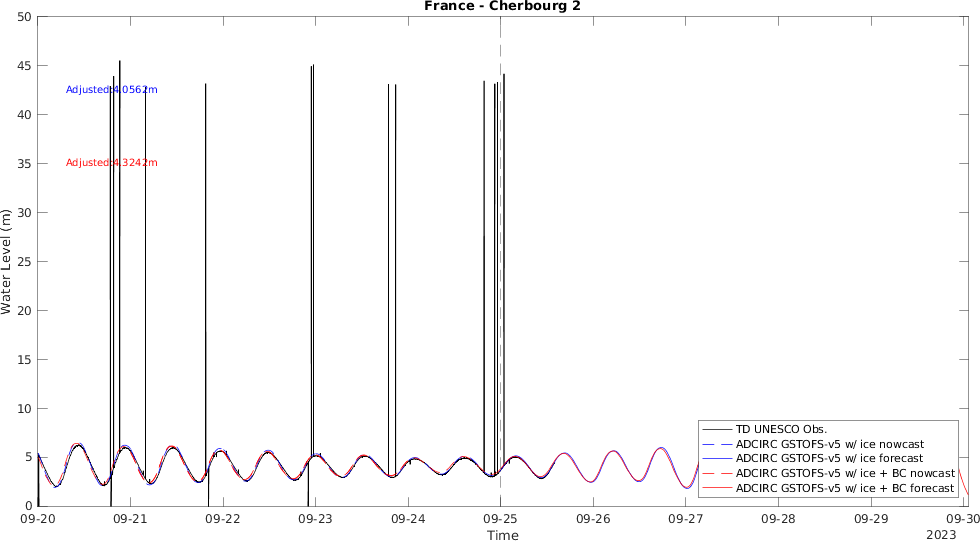 France - Cherbourg 2
50
45
40
35
30
25
20
15
10
5
0
Water Level (m)
Adjusted:4.0562m
Adjusted:4.3242m
TD UNESCO Obs.
ADCIRC GSTOFS-v5 w/ ice nowcast
ADCIRC GSTOFS-v5 w/ ice forecast
ADCIRC GSTOFS-v5 w/ ice + BC nowcast
ADCIRC GSTOFS-v5 w/ ice + BC forecast
09-20 09-21 09-22 09-23 09-24 09-25 09-26 09-27 09-28 09-29 09-30
Time
2023